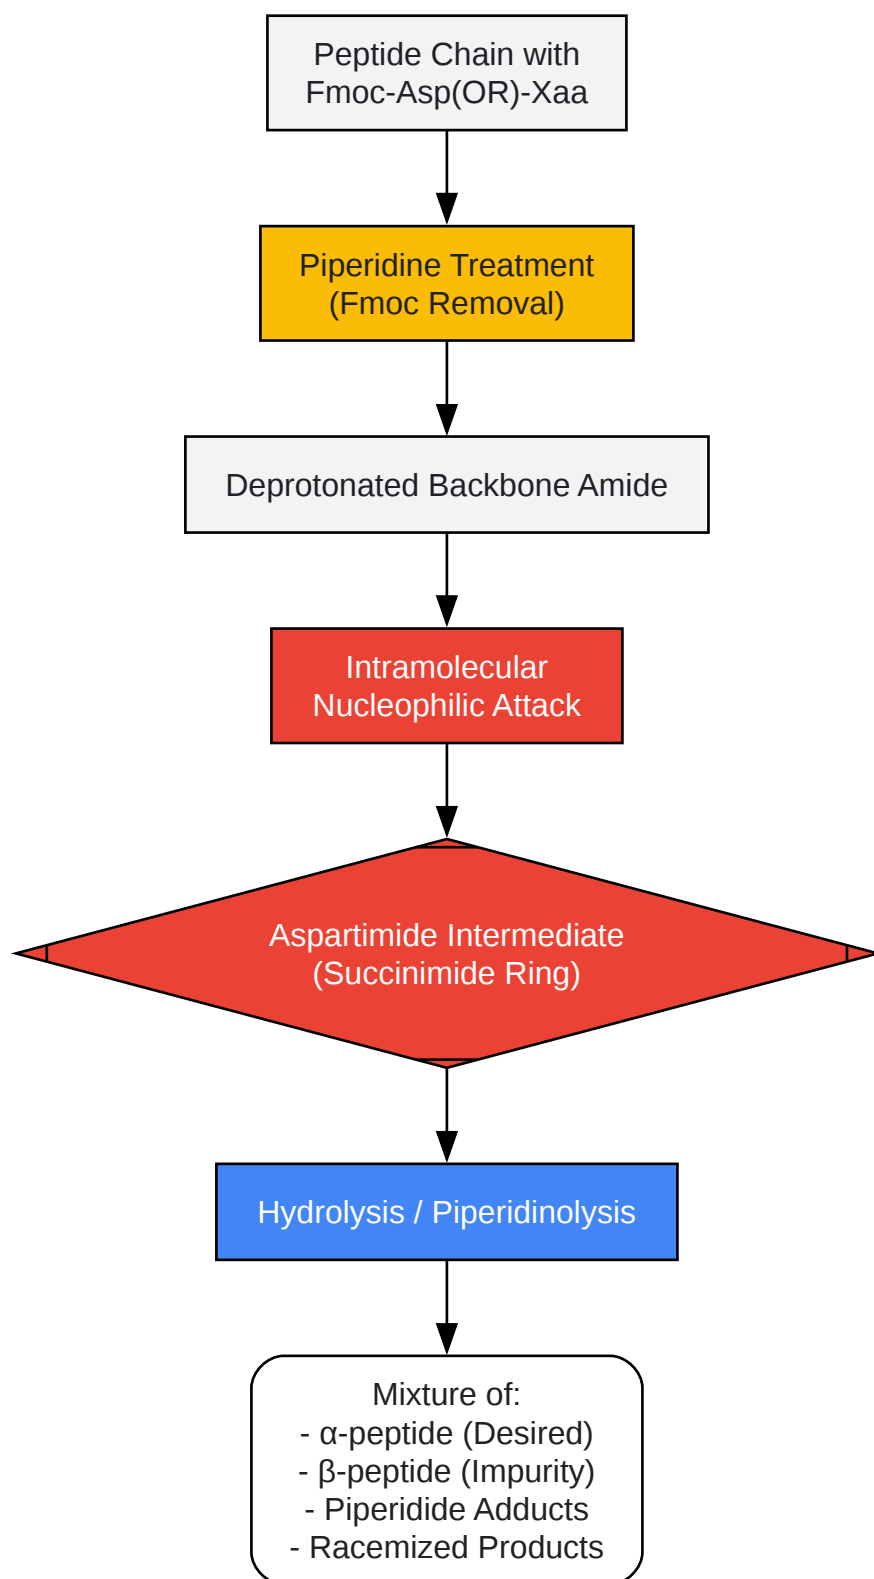 Peptide Chain with
Fmoc-Asp(OR)-Xaa
Piperidine Treatment
(Fmoc Removal)
Deprotonated Backbone Amide
Intramolecular
Nucleophilic Attack
Aspartimide Intermediate
(Succinimide Ring)
Hydrolysis / Piperidinolysis
Mixture of:
- α-peptide (Desired)
- β-peptide (Impurity)
- Piperidide Adducts
- Racemized Products